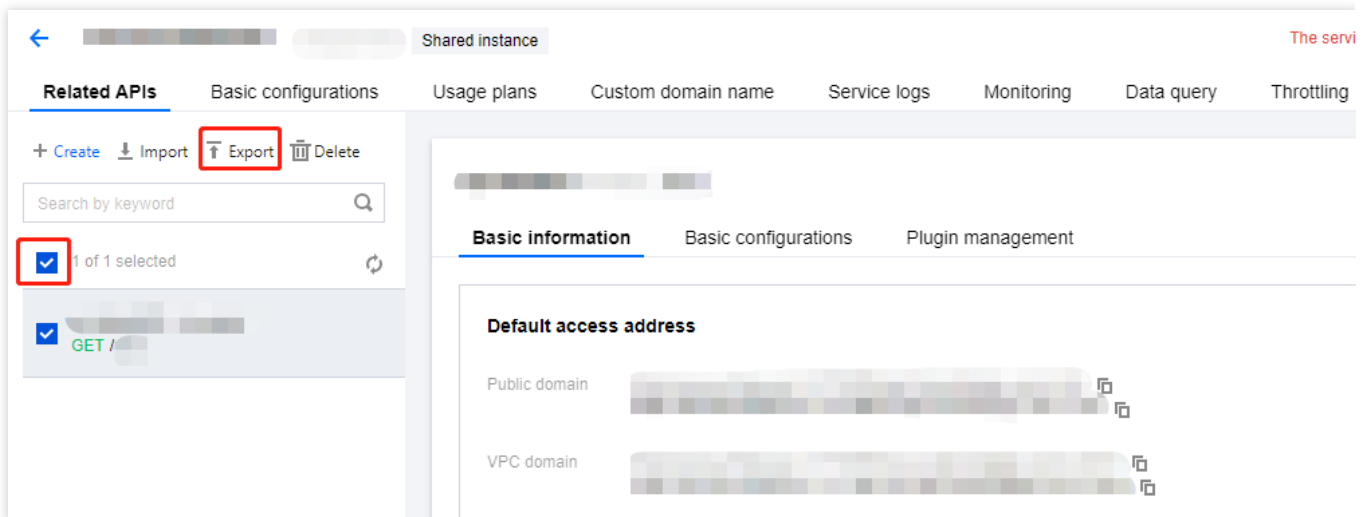 Shared instance
The servi
Related APIs Basic configurations Usage plans Custom domain name Service logs Monitoring Data query Throttling
Create Import Export Delete
Search by keyword
1 of 1 selected
GET /
Basic information Basic configurations Plugin management
Default access address
Public domain
VPC domain